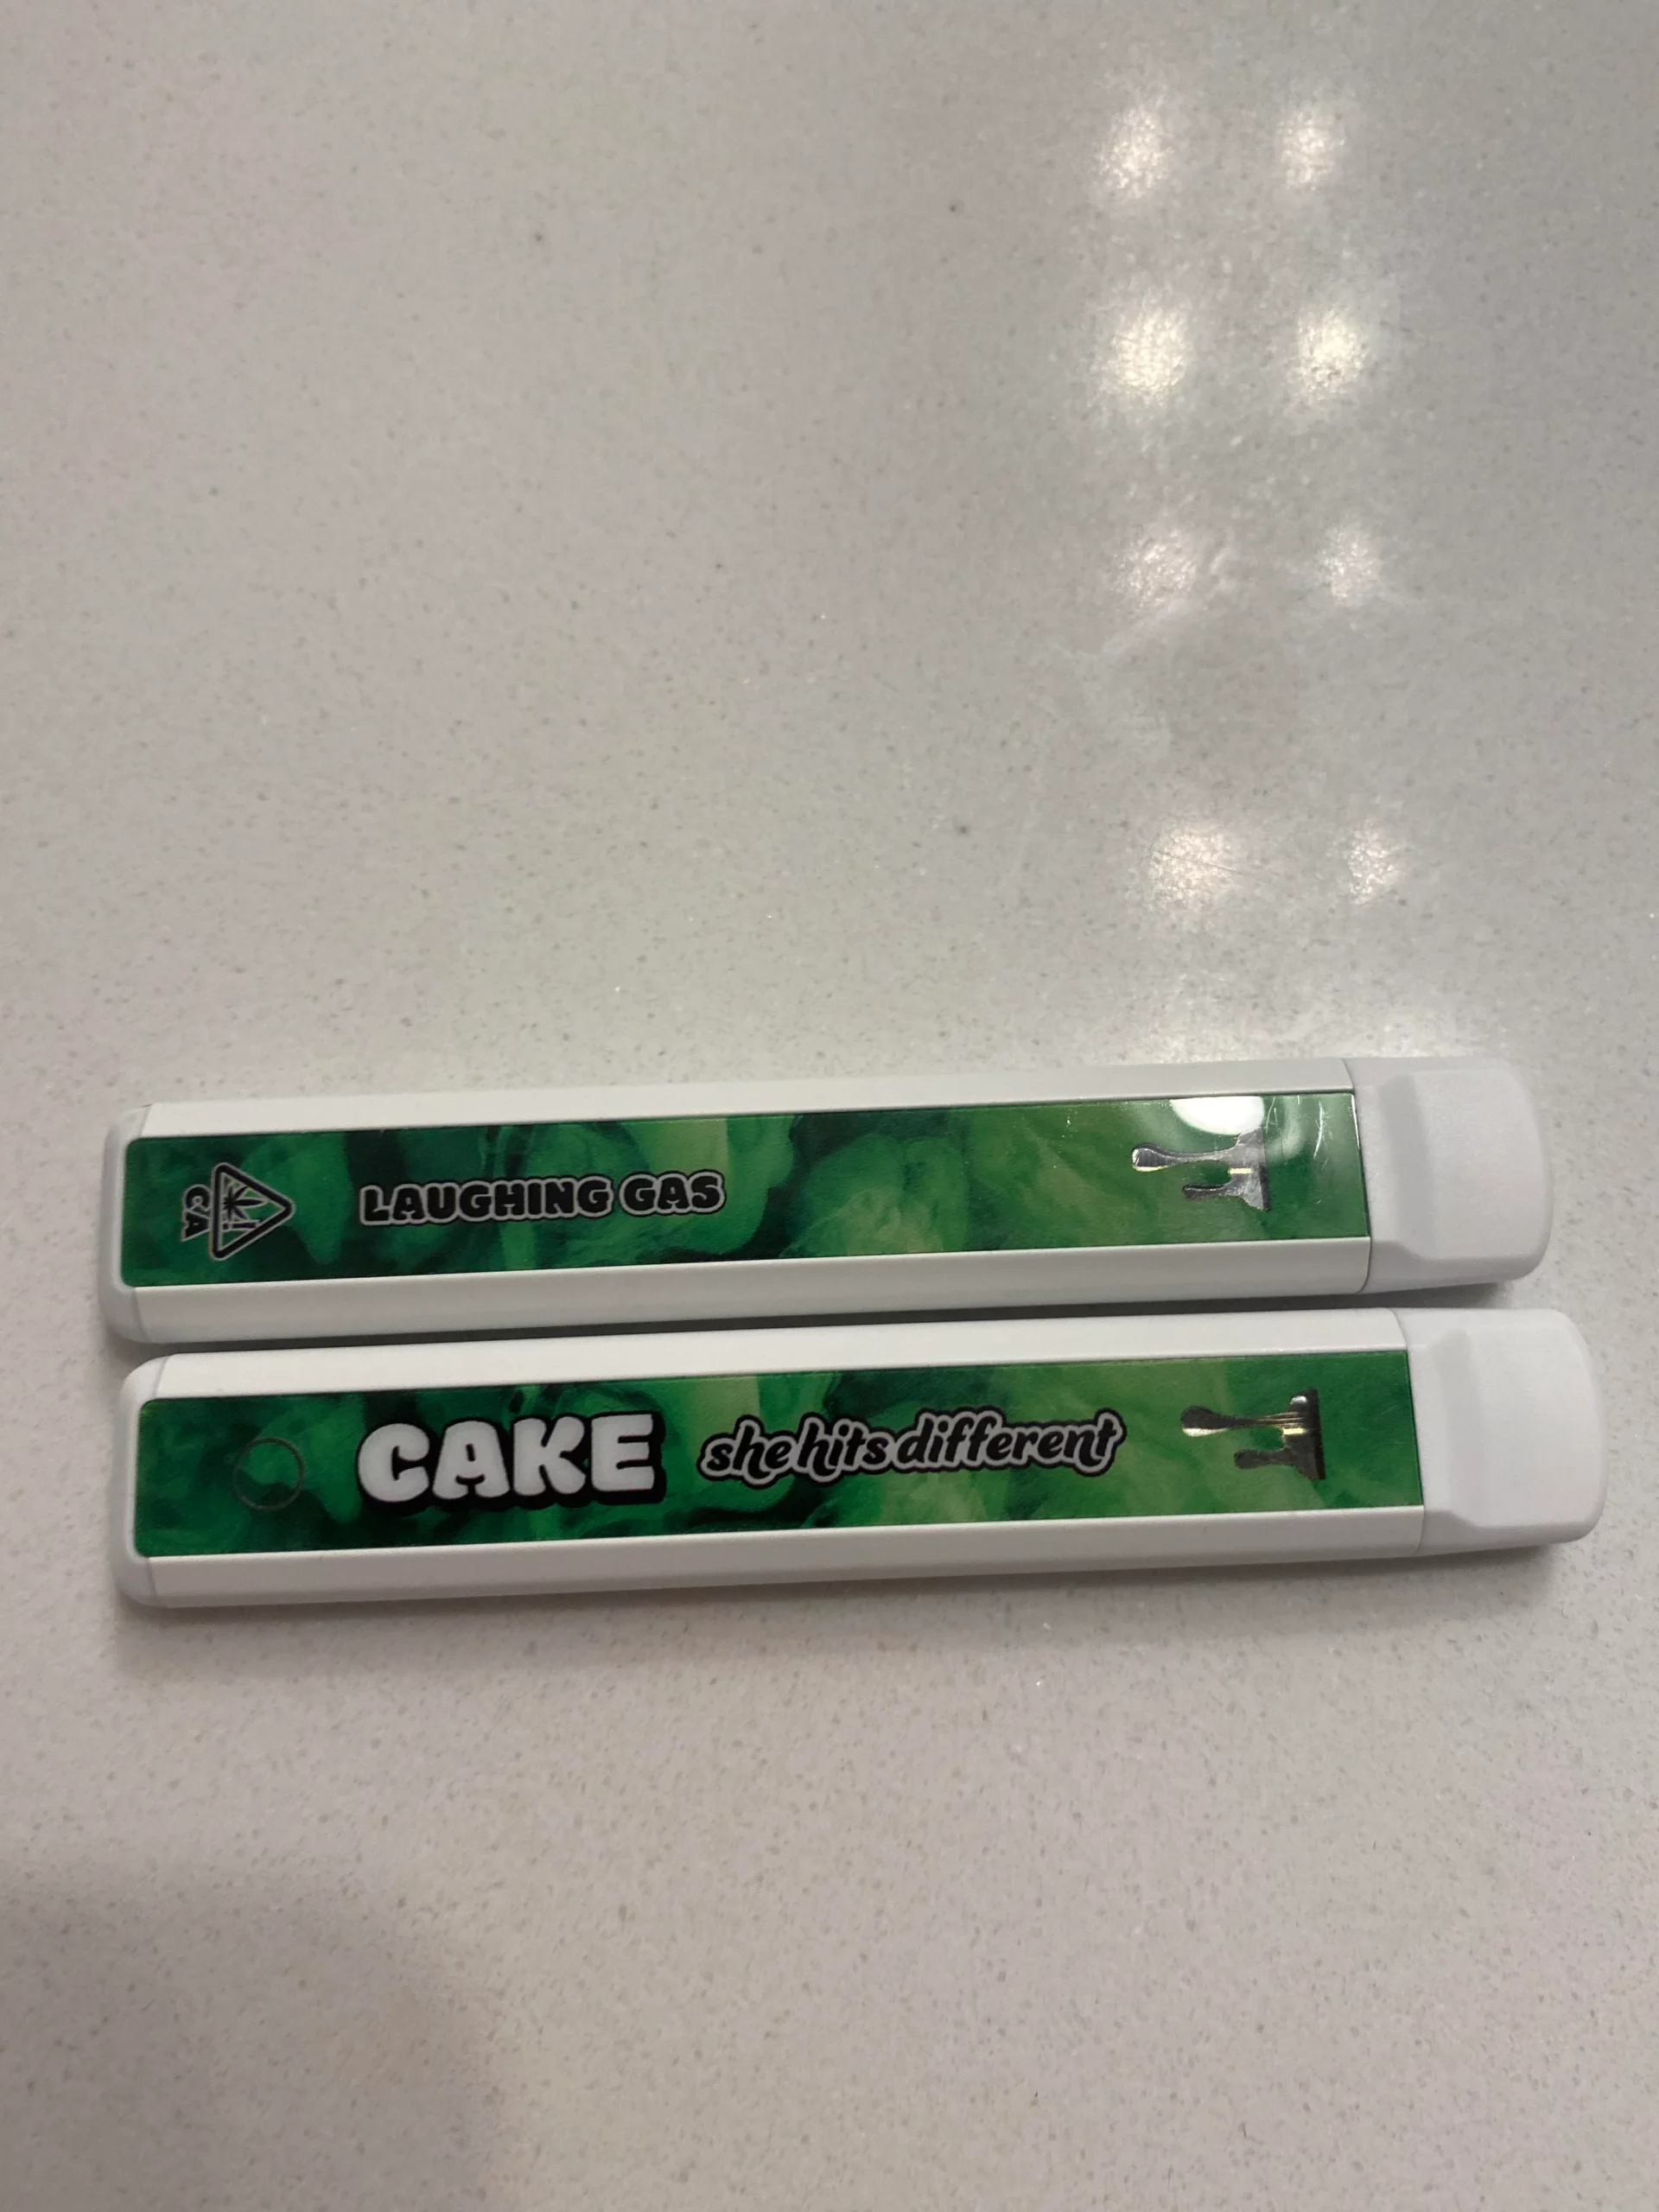 CA
LAUGHING GAS
CAKE she hits different